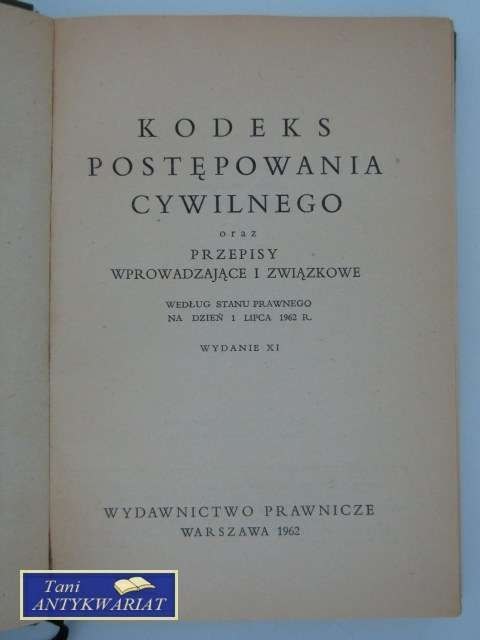 KODEKS
POSTĘPOWANIA
CYWILNEGO
oraz
PRZEPISY
WPROWADZAJĄCE I ZWIĄZKOWE
WEDŁUG STANU PRAWNEGO
NA DZIEŃ 1 LIPCA 1962 R.
WYDANIE XI
WYDAWNICTWO PRAWNICZE
WARSZAWA 1962
Tani
ANTYKWARIAT